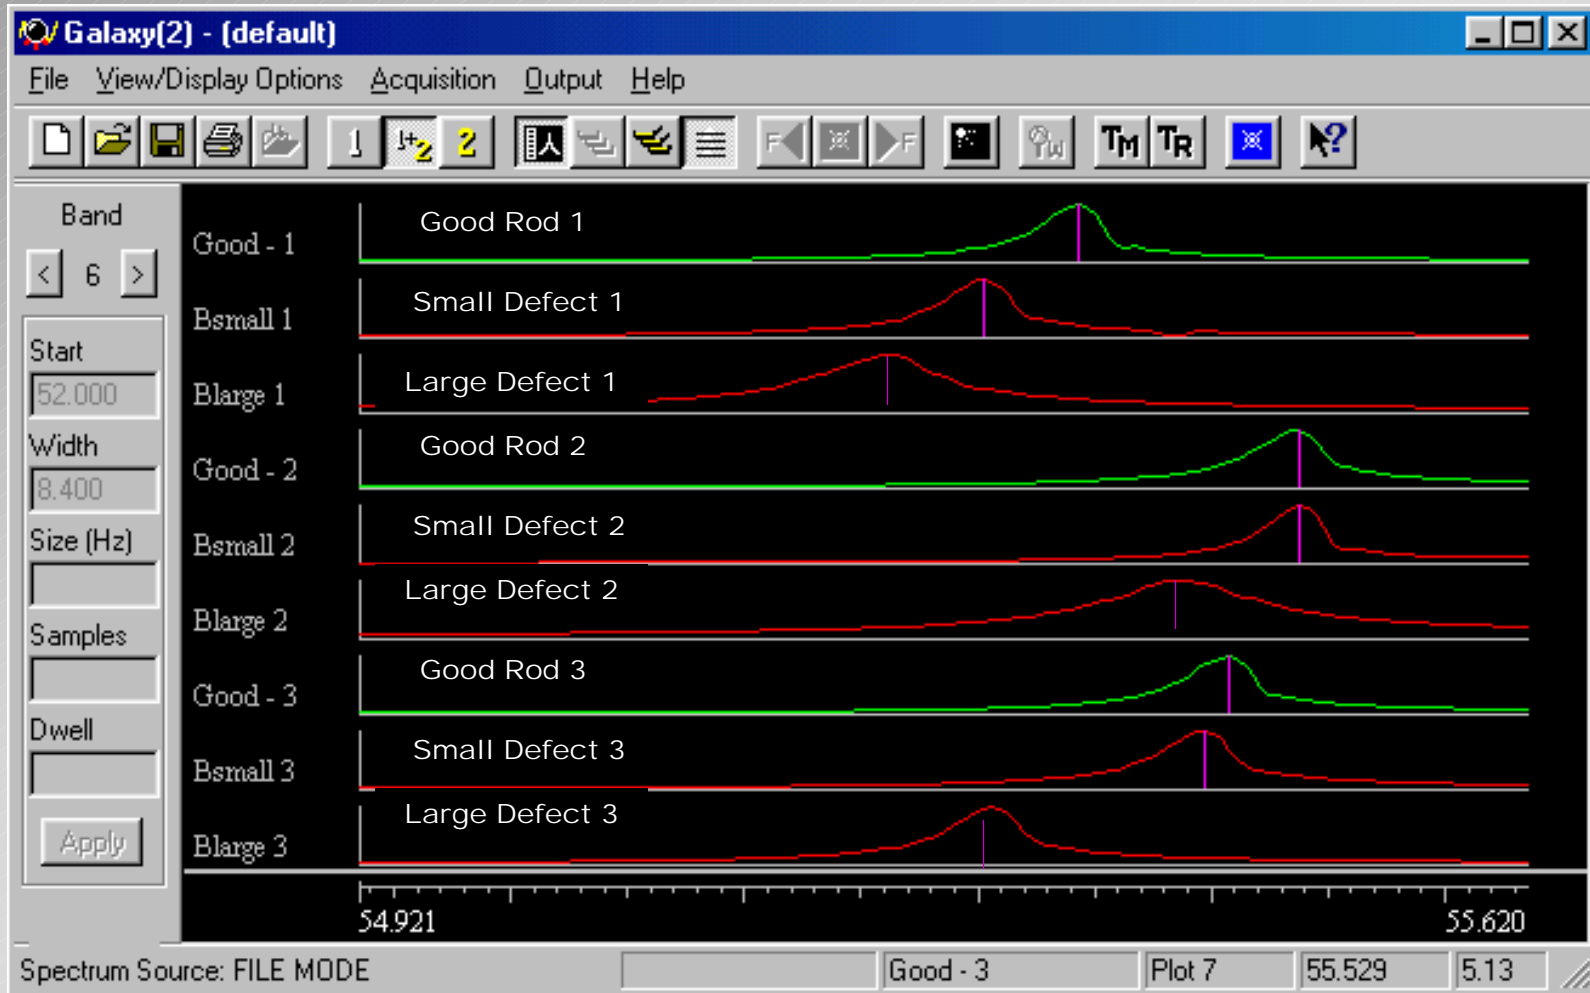 Galaxy(2) - (default)
File View/Display Options Acquisition Output Help
1 1+2 2 F F TW TM TR ?
Band
< 6 >
Start
52.000
Width
8.400
Size (Hz)
Samples
Dwell
Apply
Good - 1 Good Rod 1
Bsmall 1 Small Defect 1
Blarge 1 Large Defect 1
Good - 2 Good Rod 2
Bsmall 2 Small Defect 2
Blarge 2 Large Defect 2
Good - 3 Good Rod 3
Bsmall 3 Small Defect 3
Blarge 3 Large Defect 3
54.921 55.620
Spectrum Source: FILE MODE Good - 3 Plot 7 55.529 5.13